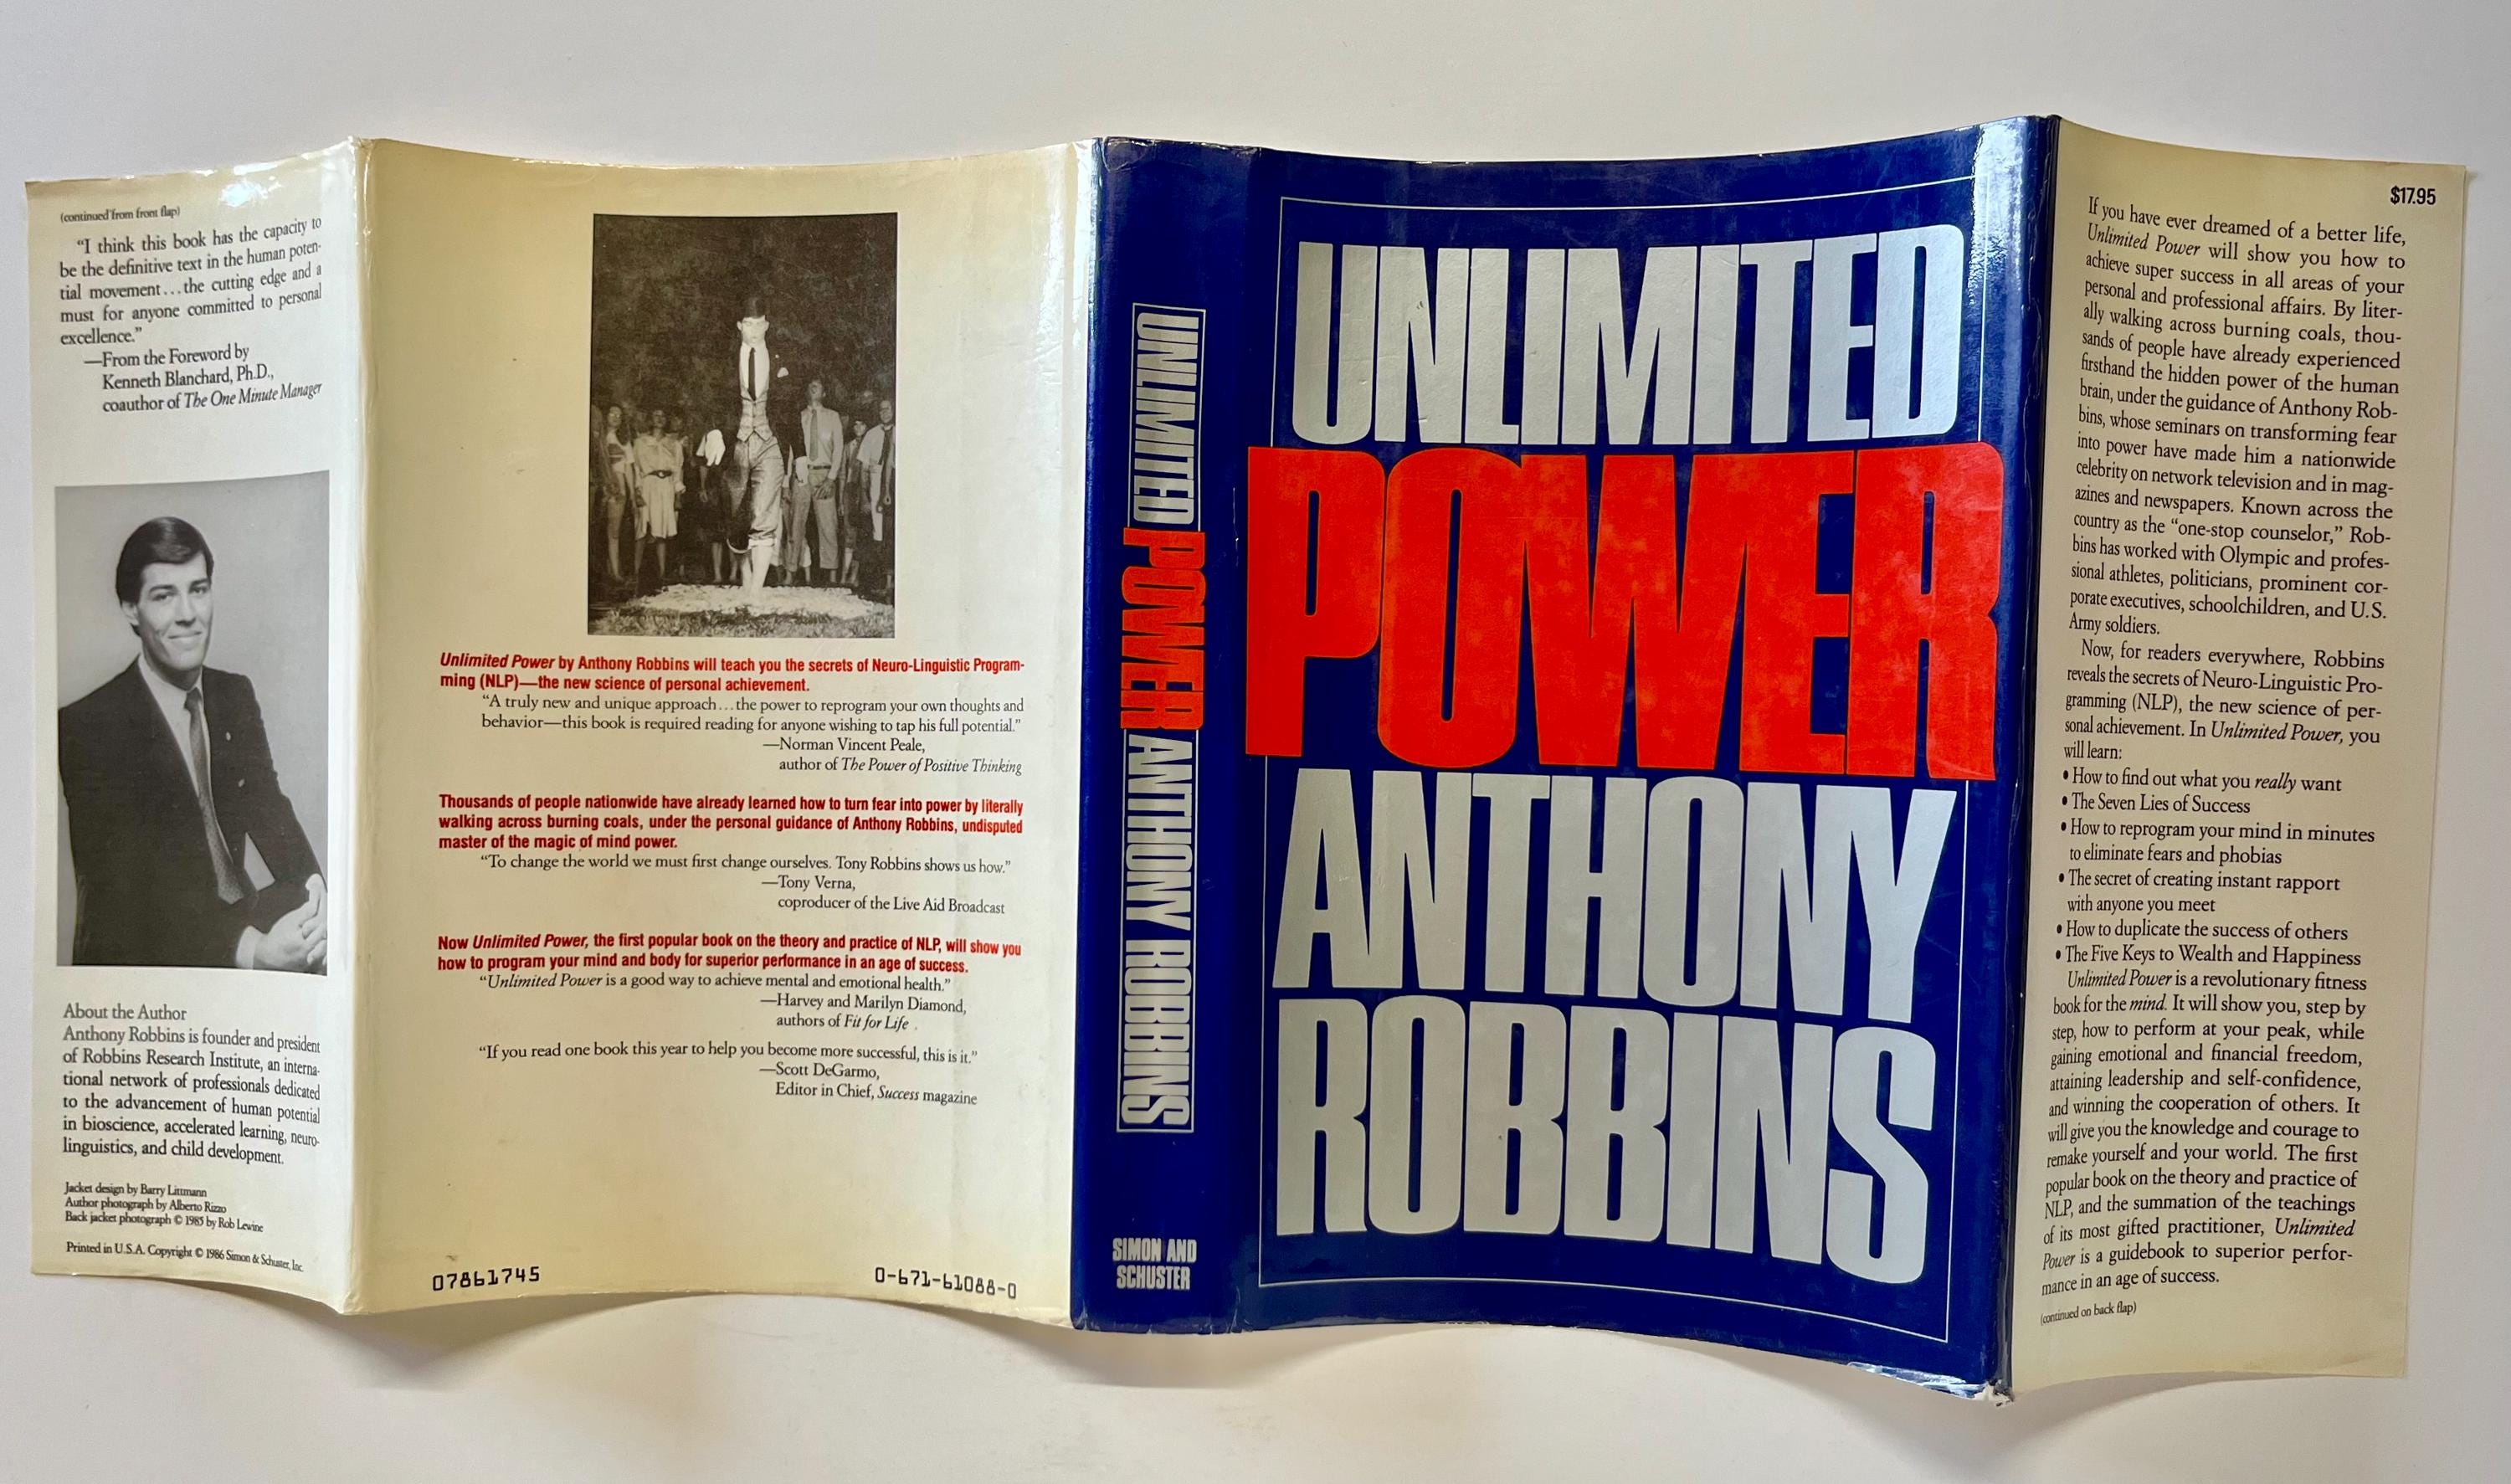 (continued from front flap)
"I think this book has the capacity to
be the definitive text in the human poten-
tial movement...the cutting edge and a
must for anyone committed to personal
excellence."
—From the Foreword by
Kenneth Blanchard, Ph.D.,
coauthor of The One Minute Manager
About the Author
Anthony Robbins is founder and president
of Robbins Research Institute, an interna-
tional network of professionals dedicated
to the advancement of human potential
in bioscience, accelerated learning, neuro-
linguistics, and child development.
Jacket design by Barry Littmann
Author photograph by Alberto Rizzo
Back jacket photograph © 1985 by Rob Lewine
Printed in U.S.A. Copyright © 1986 Simon & Schuster, Inc.
Unlimited Power by Anthony Robbins will teach you the secrets of Neuro-Linguistic Program-
ming (NLP)—the new science of personal achievement.
"A truly new and unique approach...the power to reprogram your own thoughts and
behavior—this book is required reading for anyone wishing to tap his full potential."
—Norman Vincent Peale,
author of The Power of Positive Thinking
Thousands of people nationwide have already learned how to turn fear into power by literally
walking across burning coals, under the personal guidance of Anthony Robbins, undisputed
master of the magic of mind power.
"To change the world we must first change ourselves. Tony Robbins shows us how."
—Tony Verna,
coproducer of the Live Aid Broadcast
Now Unlimited Power, the first popular book on the theory and practice of NLP, will show you
how to program your mind and body for superior performance in an age of success.
"Unlimited Power is a good way to achieve mental and emotional health."
—Harvey and Marilyn Diamond,
authors of Fit for Life .
"If you read one book this year to help you become more successful, this is it."
—Scott DeGarmo,
Editor in Chief, Success magazine
07861745
0-671-61088-0
UNLIMITED POWER ANTHONY ROBBINS
SIMON AND
SCHUSTER
UNLIMITED
POWER
ANTHONY
ROBBINS
$17.95
If you have ever dreamed of a better life,
Unlimited Power will show you how to
achieve super success in all areas of your
personal and professional affairs. By liter-
ally walking across burning coals, thou-
sands of people have already experienced
firsthand the hidden power of the human
brain, under the guidance of Anthony Rob-
bins, whose seminars on transforming fear
into power have made him a nationwide
celebrity on network television and in mag-
azines and newspapers. Known across the
country as the "one-stop counselor," Rob-
bins has worked with Olympic and profes-
sional athletes, politicians, prominent cor-
porate executives, schoolchildren, and U.S.
Army soldiers.
Now, for readers everywhere, Robbins
reveals the secrets of Neuro-Linguistic Pro-
gramming (NLP), the new science of per-
sonal achievement. In Unlimited Power, you
will learn:
• How to find out what you really want
• The Seven Lies of Success
• How to reprogram your mind in minutes
to eliminate fears and phobias
• The secret of creating instant rapport
with anyone you meet
• How to duplicate the success of others
• The Five Keys to Wealth and Happiness
Unlimited Power is a revolutionary fitness
book for the mind. It will show you, step by
step, how to perform at your peak, while
gaining emotional and financial freedom,
attaining leadership and self-confidence,
and winning the cooperation of others. It
will give you the knowledge and courage to
remake yourself and your world. The first
popular book on the theory and practice of
NLP, and the summation of the teachings
of its most gifted practitioner, Unlimited
Power is a guidebook to superior perfor-
mance in an age of success.
(continued on back flap)